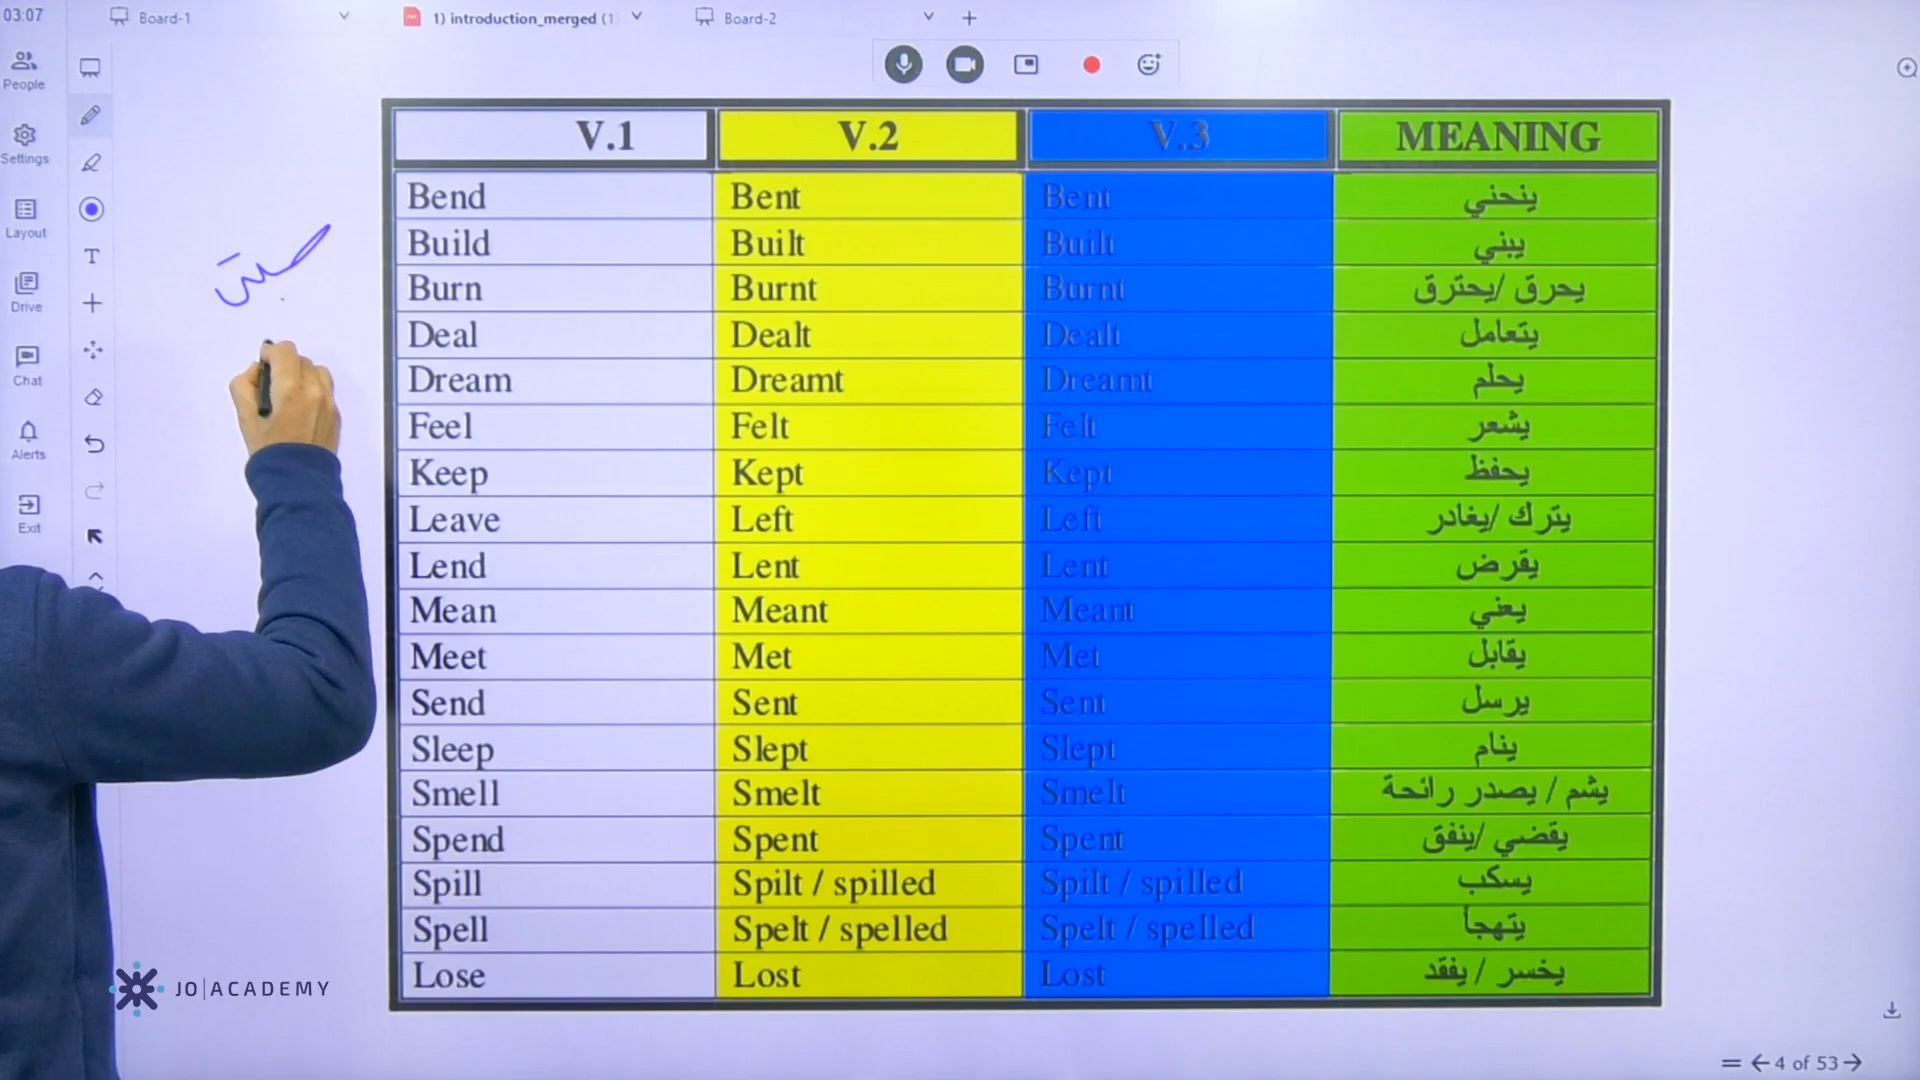 03:07
Board-1
1) introduction_merged (1
Board-2
People
Settings
Layout
Drive
Chat
Alerts
Exit
T
V.1 V.2 V.3 MEANING
Bend Bent Bent ينحني
Build Built Built يبني
Burn Burnt Burnt يحرق /يحترق
Deal Dealt Dealt يتعامل
Dream Dreamt Dreamt يحلم
Feel Felt Felt يشعر
Keep Kept Kept يحفظ
Leave Left Left يترك /يغادر
Lend Lent Lent يقرض
Mean Meant Meant يعني
Meet Met Met يقابل
Send Sent Sent يرسل
Sleep Slept Slept ينام
Smell Smelt Smelt يشم / يصدر رائحة
Spend Spent Spent يقضي /ينفق
Spill Spilt / spilled Spilt / spilled يسكب
Spell Spelt / spelled Spelt / spelled يتهجأ
Lose Lost Lost يخسر / يفقد
JO|ACADEMY
4 of 53